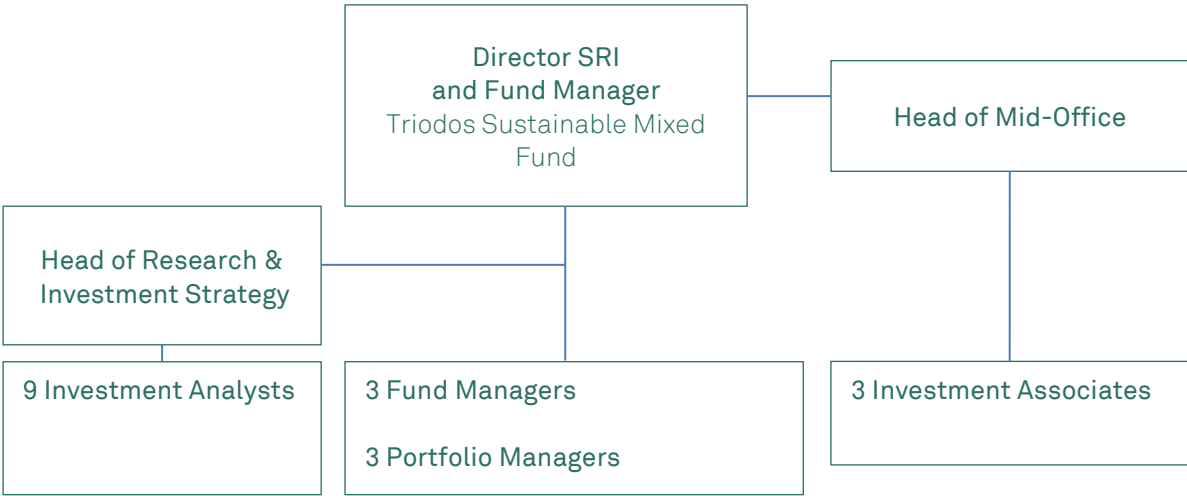 Director SRI
and Fund Manager
Triodos Sustainable Mixed
Fund
Head of Mid-Office
Head of Research &
Investment Strategy
9 Investment Analysts
3 Fund Managers
3 Portfolio Managers
3 Investment Associates